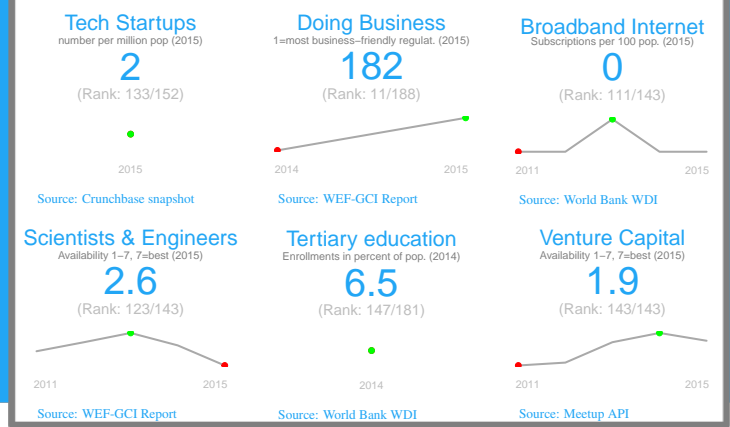 Tech Startups
number per million pop (2015)
2
(Rank: 133/152)
2015
Source: Crunchbase snapshot
Doing Business
1=most business−friendly regulat. (2015)
182
(Rank: 11/188)
2014 2015
Source: WEF-GCI Report
Broadband Internet
Subscriptions per 100 pop. (2015)
0
(Rank: 111/143)
2011 2015
Source: World Bank WDI
Scientists & Engineers
Availability 1−7, 7=best (2015)
2.6
(Rank: 123/143)
2011 2015
Source: WEF-GCI Report
Tertiary education
Enrollments in percent of pop. (2014)
6.5
(Rank: 147/181)
2014
Source: World Bank WDI
Venture Capital
Availability 1−7, 7=best (2015)
1.9
(Rank: 143/143)
2011 2015
Source: Meetup API